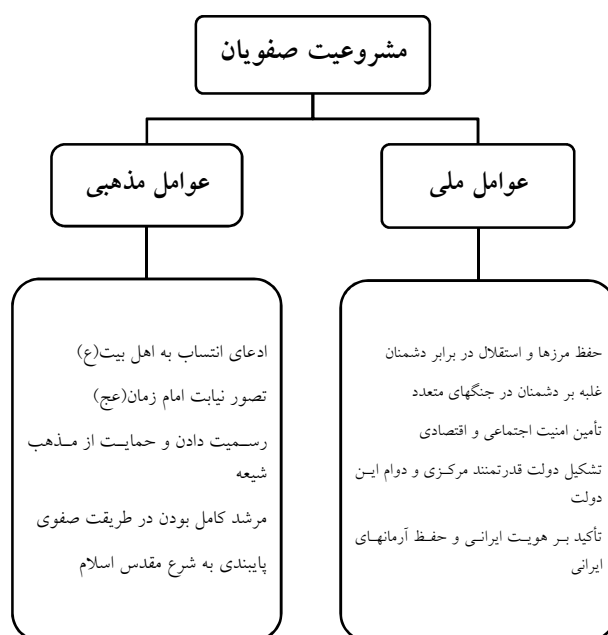 مشروعیت صفویان
عوامل ملی
حفظ مرزها و استقلال در برابر دشمنان
غلبه بر دشمنان در جنگهای متعدد
تأمین امنیت اجتماعی و اقتصادی
تشکیل دولت قدرتمند مرکزی و دوام این
دولت
تأکید بر هویت ایرانی و حفظ آرمانهای
ایرانی
عوامل مذهبی
ادعای انتساب به اهل بیت(ع)
تصور نیابت امام زمان(عج)
رسمیت دادن و حمایت از مذهب
شیعه
مرشد کامل بودن در طریقت صفوی
پایبندی به شرع مقدس اسلام